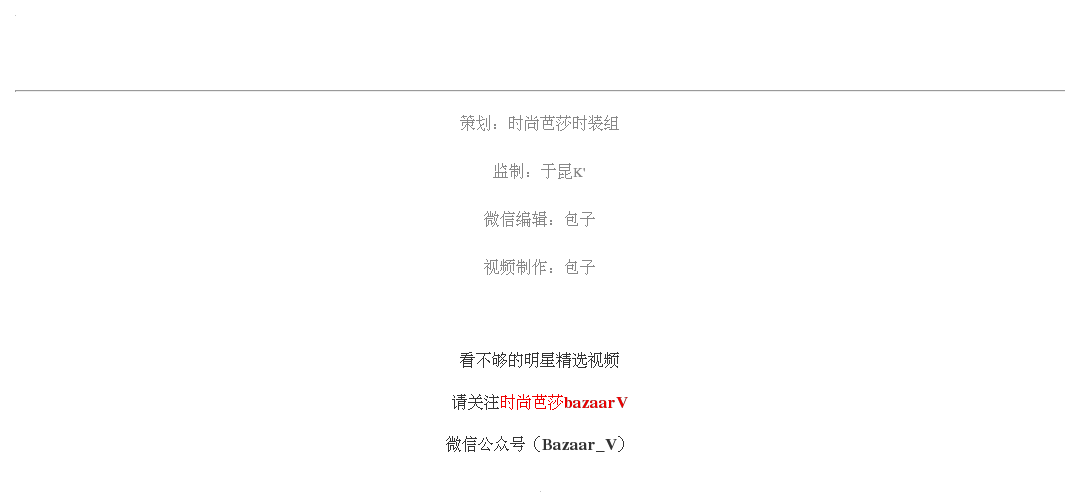 策划：时尚芭莎时装组
监制：于昆K'
微信编辑：包子
视频制作：包子
看不够的明星精选视频
请关注时尚芭莎bazaarV
微信公众号（Bazaar_V）